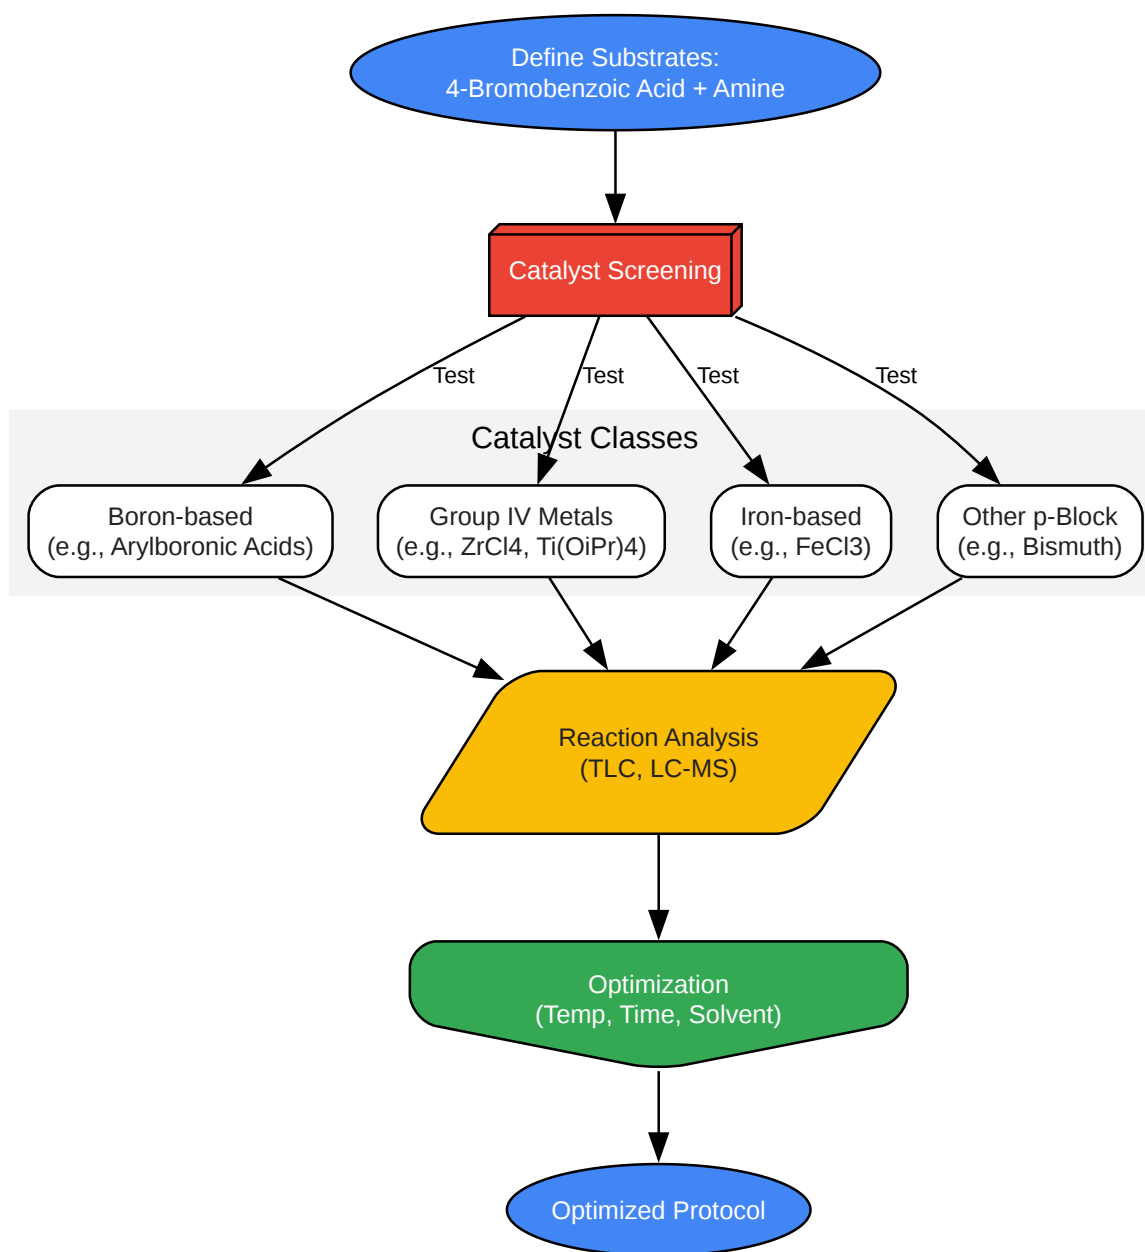 Define Substrates:
4-Bromobenzoic Acid + Amine
Catalyst Screening
Test
Test
Test
Test
Catalyst Classes
Boron-based
(e.g., Arylboronic Acids)
Group IV Metals
(e.g., ZrCl4, Ti(OiPr)4)
Iron-based
(e.g., FeCl3)
Other p-Block
(e.g., Bismuth)
Reaction Analysis
(TLC, LC-MS)
Optimization
(Temp, Time, Solvent)
Optimized Protocol